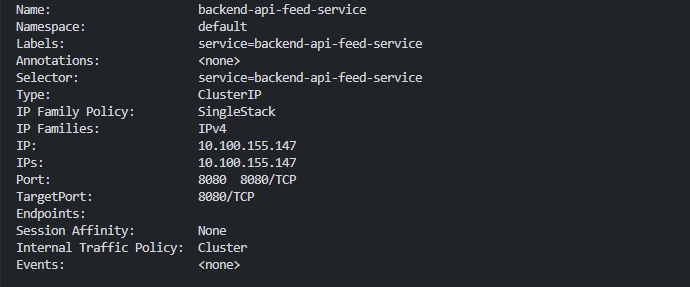 Name: backend-api-feed-service
Namespace: default
Labels: service=backend-api-feed-service
Annotations: <none>
Selector: service=backend-api-feed-service
Type: ClusterIP
IP Family Policy: SingleStack
IP Families: IPv4
IP: 10.100.155.147
IPs: 10.100.155.147
Port: 8080 8080/TCP
TargetPort: 8080/TCP
Endpoints:
Session Affinity: None
Internal Traffic Policy: Cluster
Events: <none>